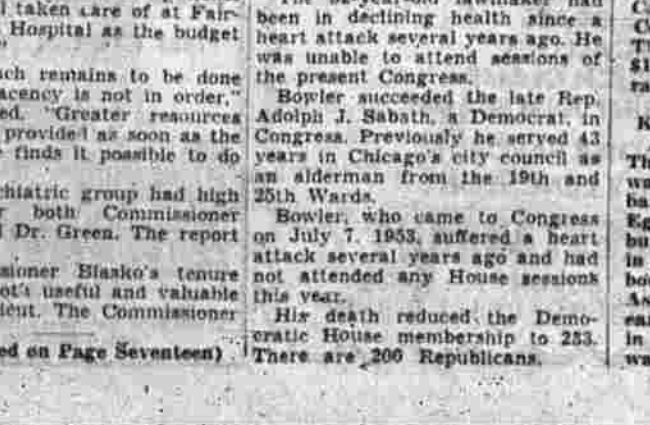 taken care of at Fair-
Hospital as the budget
remains to be done
is not in order,"
"Greater resources
provided as soon as the
finds it possible to do
group had high
both Commissioner
Dr. Green. The report
Blasko's tenure
useful and valuable
The Commissioner
on Page Seventeen)
lawmaker had
been in declining health since a
heart attack several years ago. He
was unable to attend sessions of
the present Congress.
Bowler succeeded the late Rep.
Adolph J. Sabath, a Democrat, in
Congress. Previously he served 43
years in Chicago's city council as
an alderman from the 19th and
25th Wards.
Bowler, who came to Congress
on July 7, 1953, suffered a heart
attack several years ago and had
not attended any House sessions
this year.
His death reduced the Demo-
cratic House membership to 233.
There are 200 Republicans.